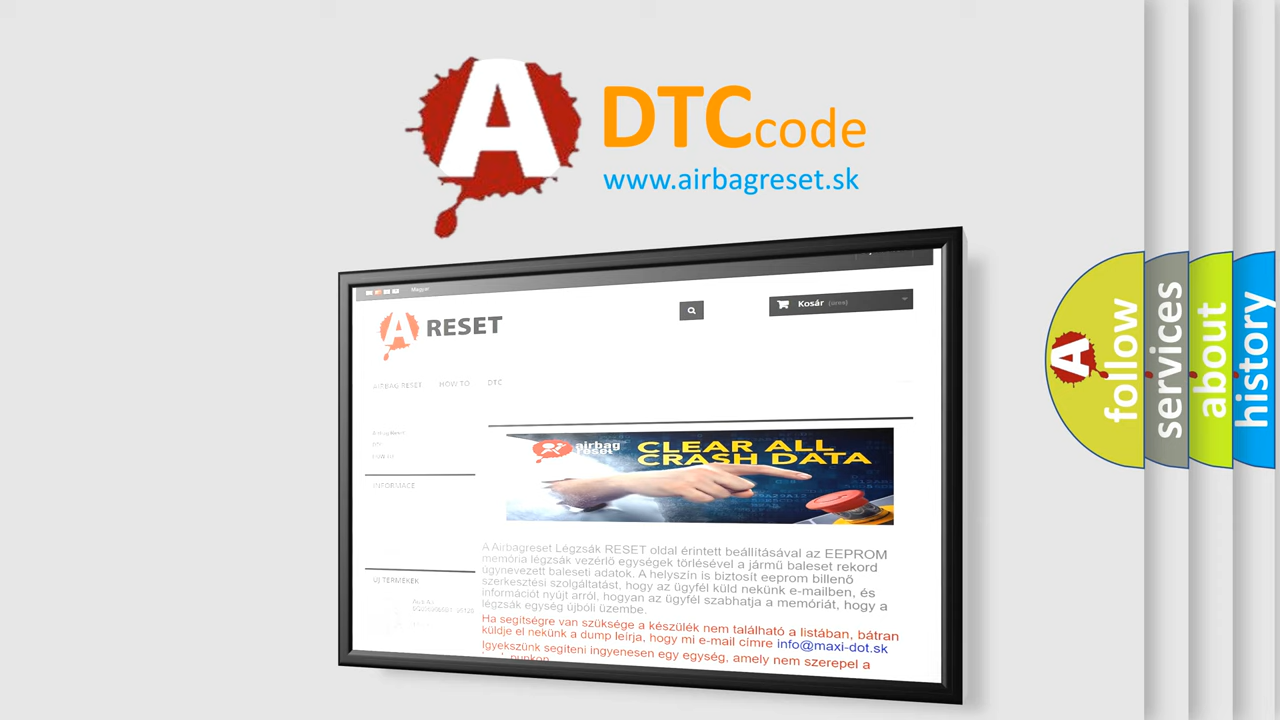 A DTCcode
www.airbagreset.sk
Magyar
Kosár (üres)
A RESET
AIRBAG RESET HOW TO DTC
INFORMACE
ÚJ TERMÉKEK
airbag
reset
CLEAR ALL
CRASH DATA
A Airbagreset Légzsák RESET oldal érintett beállításával az EEPROM
memória légzsák vezérlő egységek törlésével a jármű baleset rekord
úgynevezett baleseti adatok. A helyszín is biztosít eeprom billenő
szerkesztési szolgáltatást, hogy az ügyfél küld nekünk e-mailben, és
információt nyújt arról, hogyan az ügyfél szabhatja a memóriát, hogy a
légzsák egység újbóli üzembe.
Ha segítségre van szüksége a készülék nem található a listában, bátran
küldje el nekünk a dump leírja, hogy mi e-mail címre info@maxi-dot.sk
Igyekszünk segíteni ingyenesen egy egység, amely nem szerepel a
A follow
services
about
history